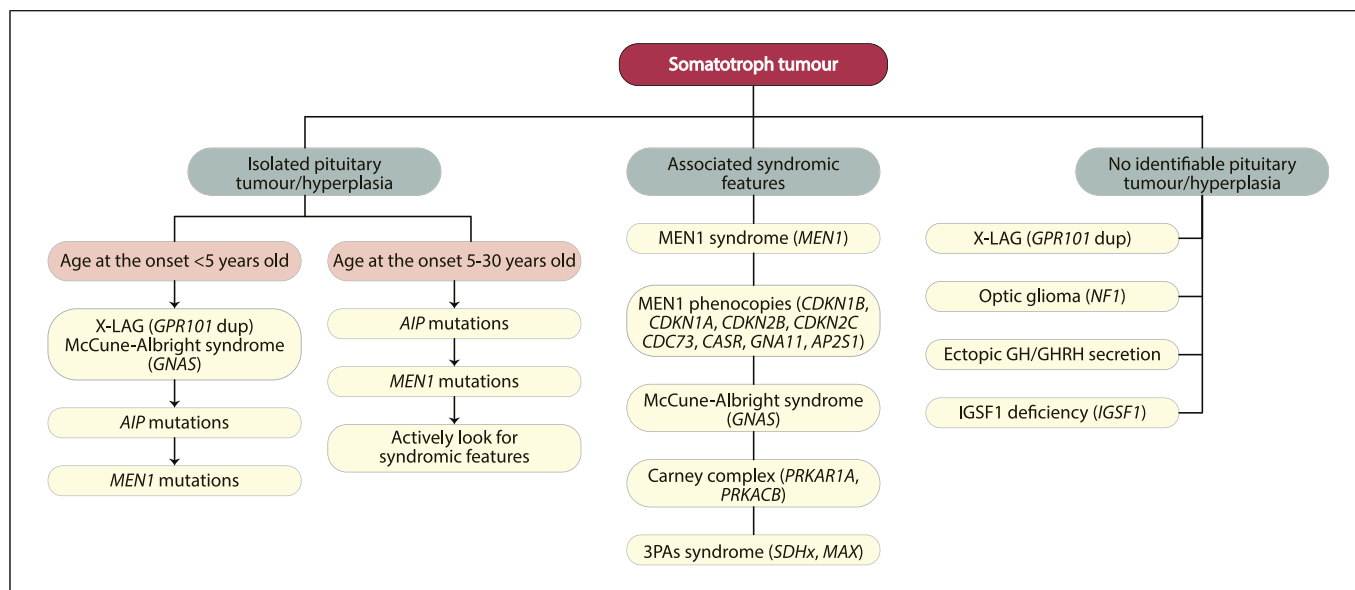 Somatotroph tumour
Isolated pituitary
tumour/hyperplasia
Age at the onset <5 years old
X-LAG (GPR101 dup)
McCune-Albright syndrome
(GNAS)
AIP mutations
MEN1 mutations
Age at the onset 5-30 years old
AIP mutations
MEN1 mutations
Actively look for
syndromic features
Associated syndromic
features
MEN1 syndrome (MEN1)
MEN1 phenocopies (CDKN1B,
CDKN1A, CDKN2B, CDKN2C
CDC73, CASR, GNA11, AP2S1)
McCune-Albright syndrome
(GNAS)
Carney complex (PRKAR1A,
PRKACB)
3PAs syndrome (SDHx, MAX)
No identifiable pituitary
tumour/hyperplasia
X-LAG (GPR101 dup)
Optic glioma (NF1)
Ectopic GH/GHRH secretion
IGSF1 deficiency (IGSF1)